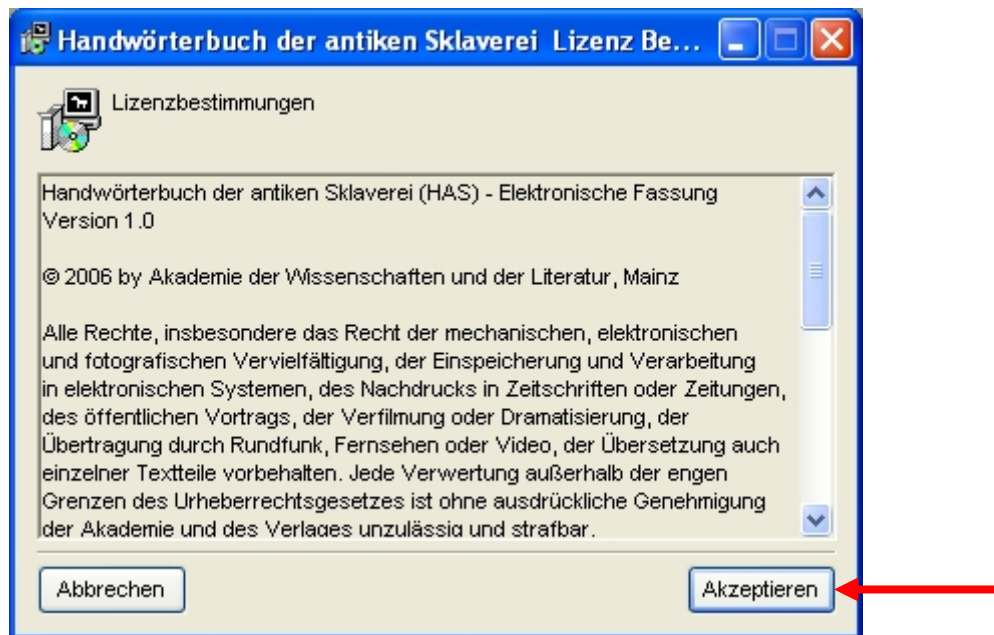 Handwörterbuch der antiken Sklaverei Lizenz Be...
Lizenzbestimmungen
Handwörterbuch der antiken Sklaverei (HAS) - Elektronische Fassung
Version 1.0
© 2006 by Akademie der Wissenschaften und der Literatur, Mainz
Alle Rechte, insbesondere das Recht der mechanischen, elektronischen
und fotografischen Vervielfältigung, der Einspeicherung und Verarbeitung
in elektronischen Systemen, des Nachdrucks in Zeitschriften oder Zeitungen,
des öffentlichen Vortrags, der Verfilmung oder Dramatisierung, der
Übertragung durch Rundfunk, Fernsehen oder Video, der Übersetzung auch
einzelner Textteile vorbehalten. Jede Verwertung außerhalb der engen
Grenzen des Urheberrechtsgesetzes ist ohne ausdrückliche Genehmigung
der Akademie und des Verlages unzulässig und strafbar.
Abbrechen
Akzeptieren